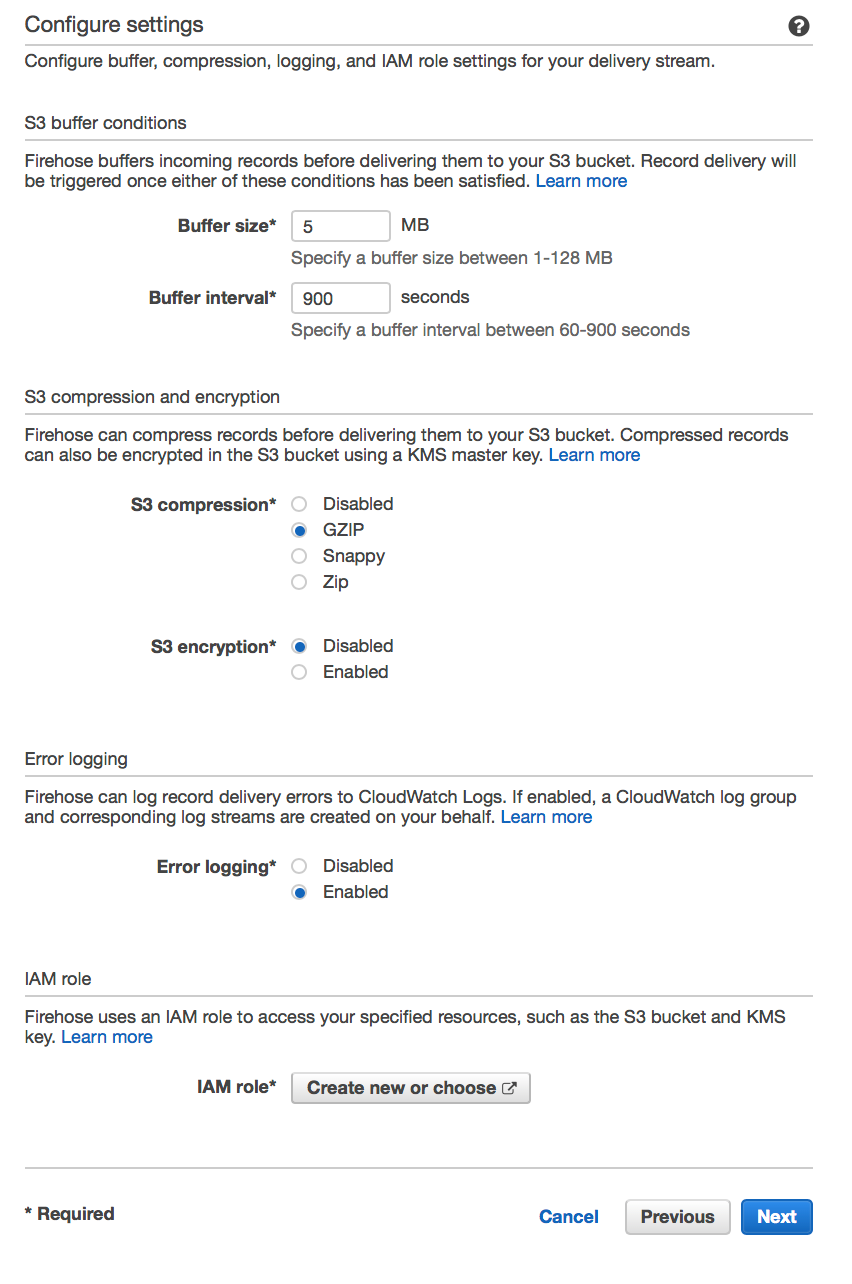 Configure settings
Configure buffer, compression, logging, and IAM role settings for your delivery stream.
S3 buffer conditions
Firehose buffers incoming records before delivering them to your S3 bucket. Record delivery will
be triggered once either of these conditions has been satisfied. Learn more
Buffer size* 5 MB
Specify a buffer size between 1-128 MB
Buffer interval* 900 seconds
Specify a buffer interval between 60-900 seconds
S3 compression and encryption
Firehose can compress records before delivering them to your S3 bucket. Compressed records
can also be encrypted in the S3 bucket using a KMS master key. Learn more
S3 compression* Disabled
GZIP
Snappy
Zip
S3 encryption* Disabled
Enabled
Error logging
Firehose can log record delivery errors to CloudWatch Logs. If enabled, a CloudWatch log group
and corresponding log streams are created on your behalf. Learn more
Error logging* Disabled
Enabled
IAM role
Firehose uses an IAM role to access your specified resources, such as the S3 bucket and KMS
key. Learn more
IAM role* Create new or choose
* Required Cancel Previous Next